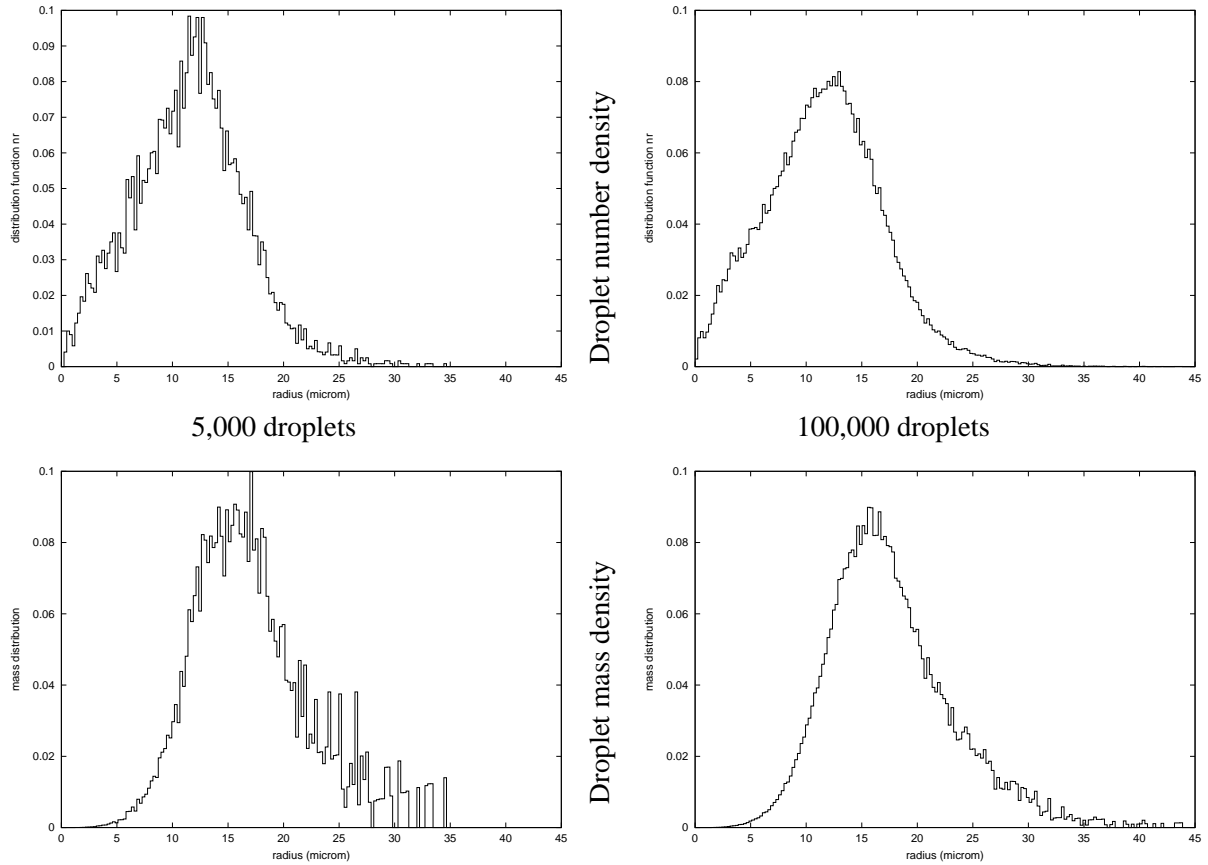 0.1
0.09
0.08
0.07
0.06
0.05
0.04
0.03
0.02
0.01
0
distribution function nr
0 5 10 15 20 25 30 35 40 45
radius (microm)
Droplet number density
0.1
0.08
0.06
0.04
0.02
0
distribution function nr
0 5 10 15 20 25 30 35 40 45
radius (microm)
5,000 droplets
100,000 droplets
0.1
0.08
0.06
0.04
0.02
0
mass distribution
0 5 10 15 20 25 30 35 40 45
radius (microm)
Droplet mass density
0.1
0.08
0.06
0.04
0.02
0
mass distribution
0 5 10 15 20 25 30 35 40 45
radius (microm)